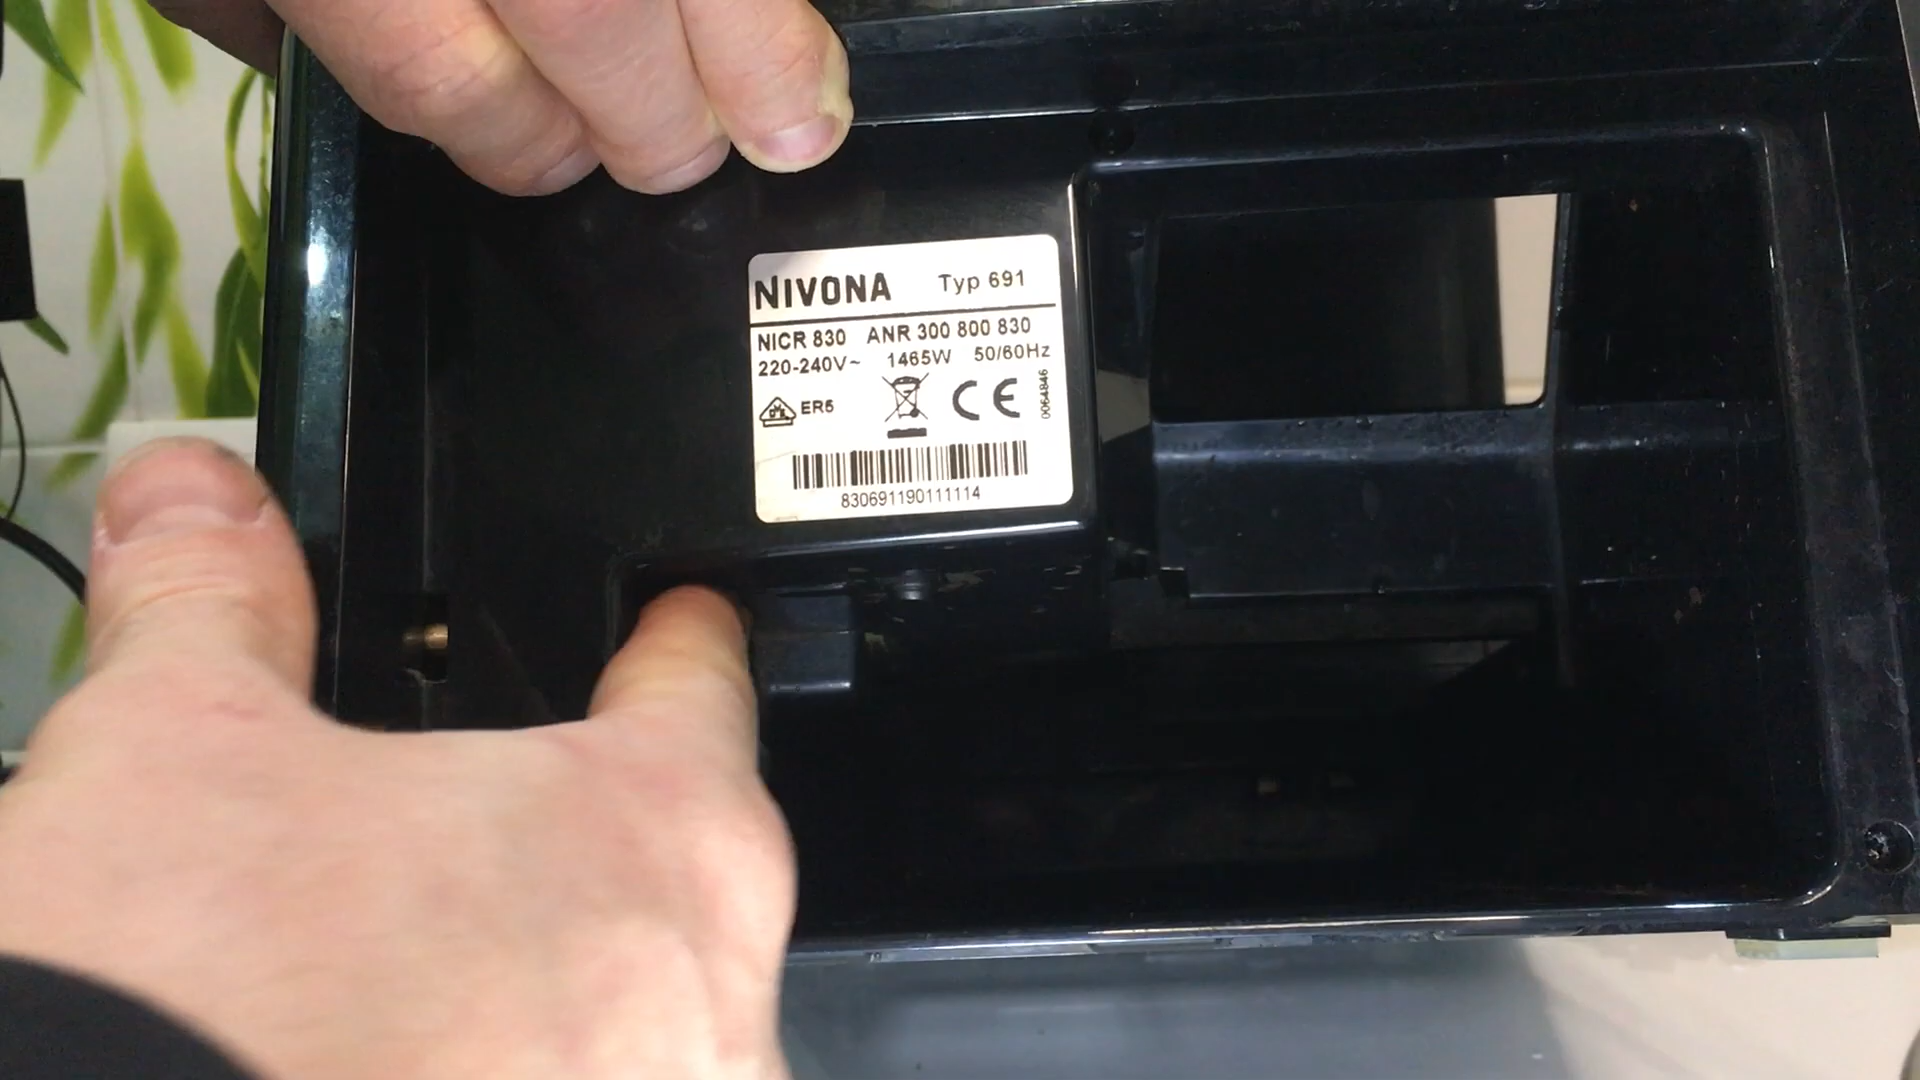 NIVONA Typ 691
NICR 830 ANR 300 800 830
220-240V~ 1465W 50/60Hz
ER5 CE
0064846
830691190111114